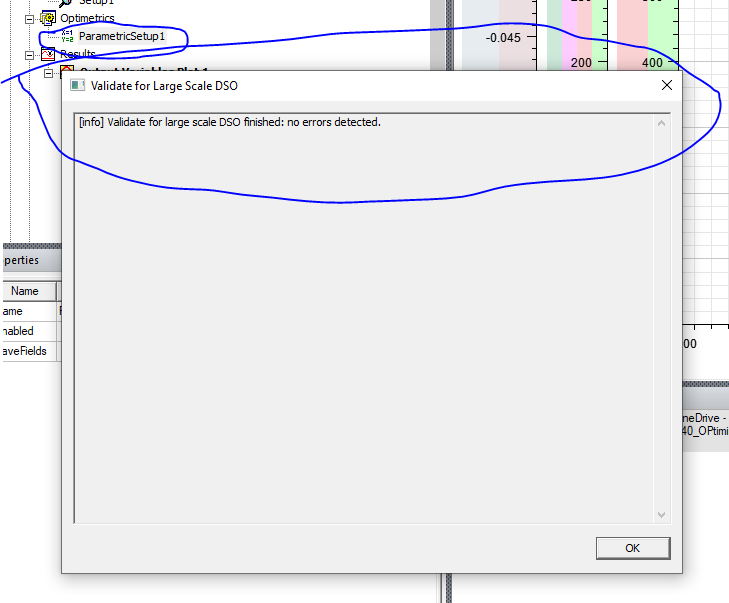 Setup1
Optimetrics
ParametricSetup1
Results
-0.045
200
400
Validate for Large Scale DSO
[info] Validate for large scale DSO finished: no errors detected.
operties
Name
ame
nabled
aveFields
00
neDrive -
40_OPtimi
OK